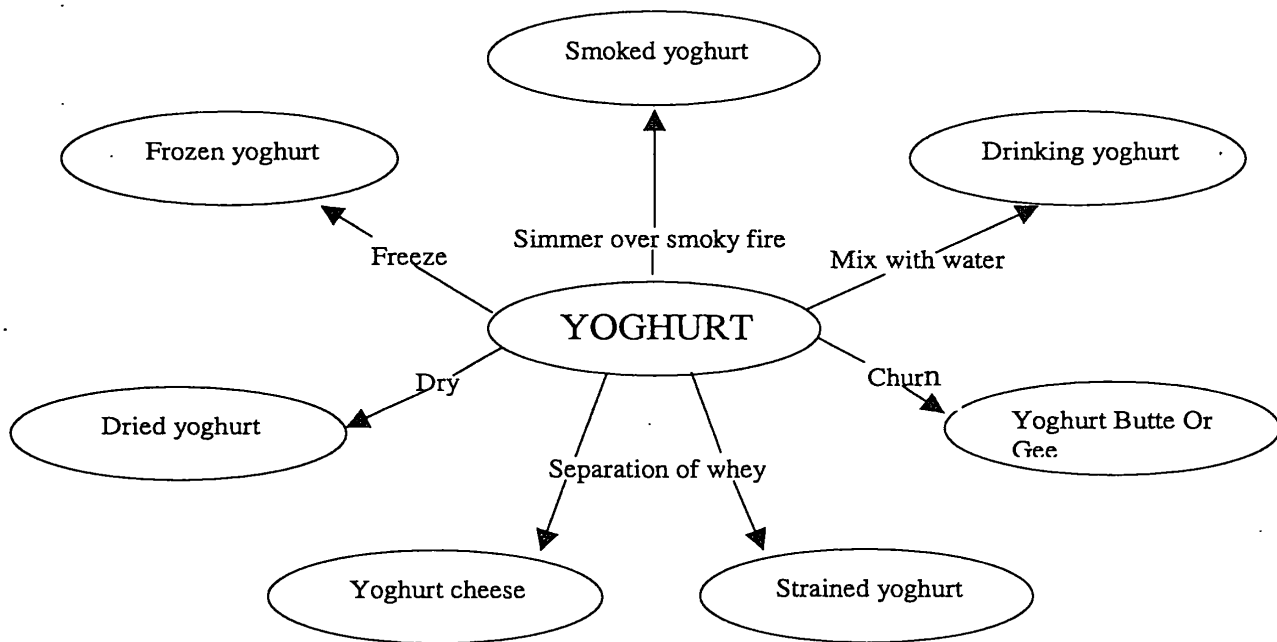 Smoked yoghurt
Frozen yoghurt
Drinking yoghurt
Simmer over smoky fire
Freeze
Mix with water
YOGHURT
Dry
Churn
Dried yoghurt
Yoghurt Butte Or
Gee
Separation of whey
Yoghurt cheese
Strained yoghurt